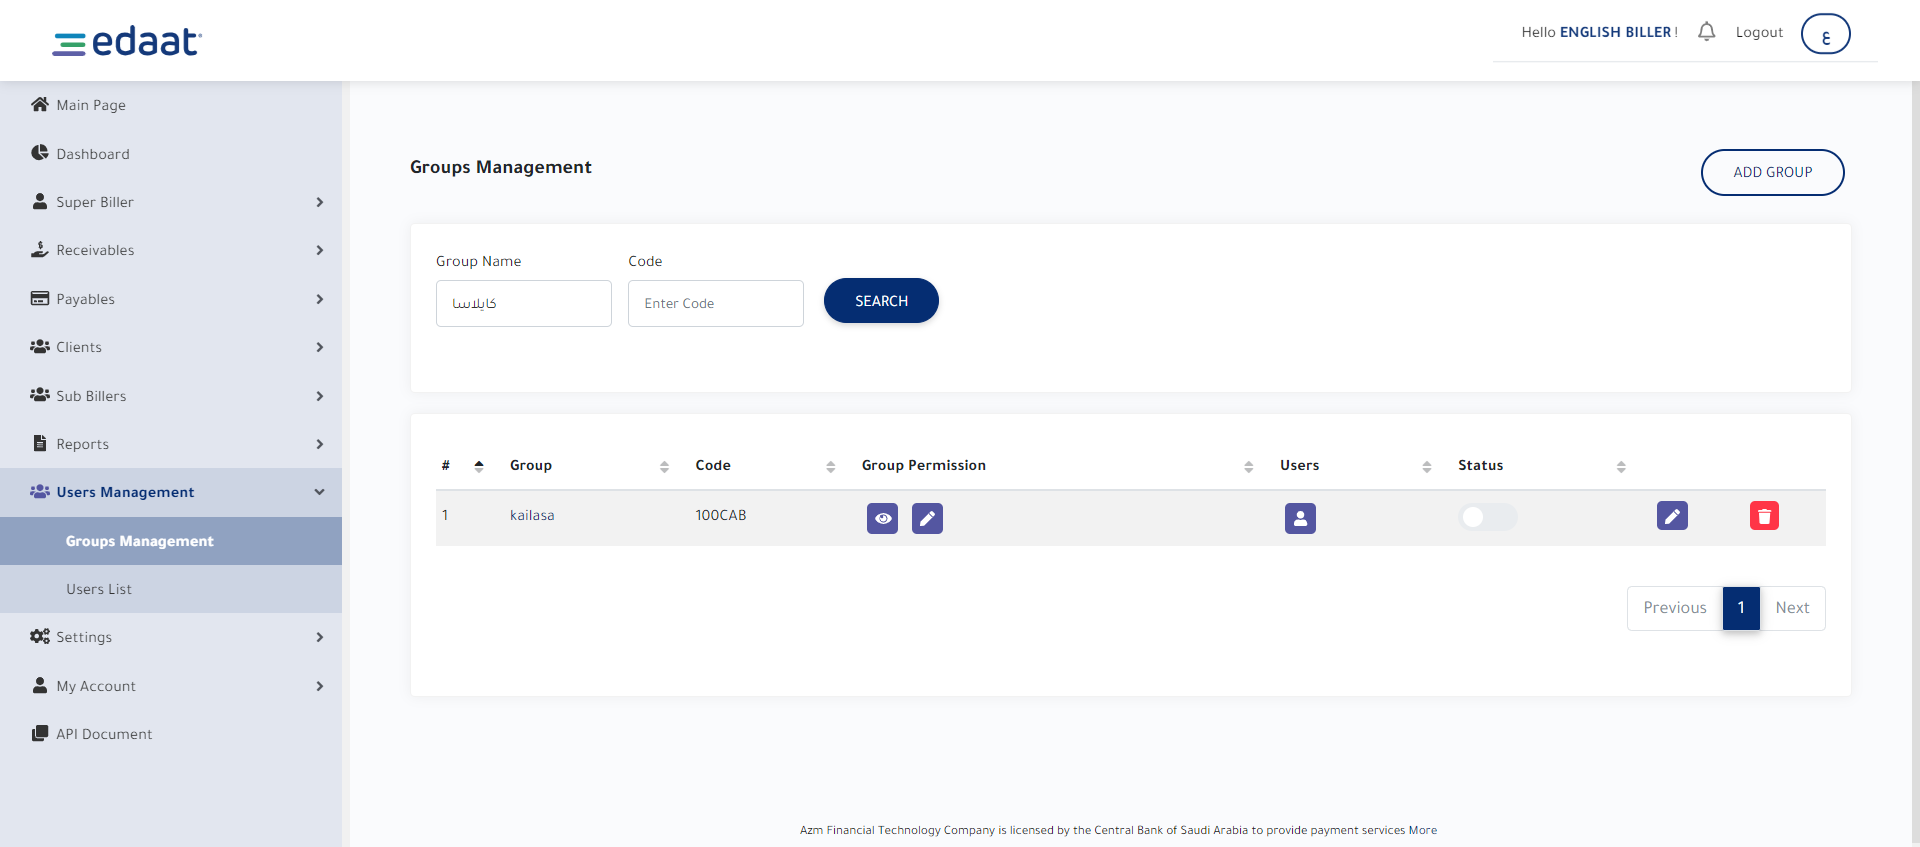 edaat
Hello ENGLISH BILLER !
Logout
ع
Main Page
Dashboard
Super Biller
Receivables
Payables
Clients
Sub Billers
Reports
Users Management
Groups Management
Users List
Settings
My Account
API Document
Groups Management
ADD GROUP
Group Name
Code
كايلاسا
Enter Code
SEARCH
# Group Code Group Permission Users Status
1 kailasa 100CAB
Previous 1 Next
Azm Financial Technology Company is licensed by the Central Bank of Saudi Arabia to provide payment services More